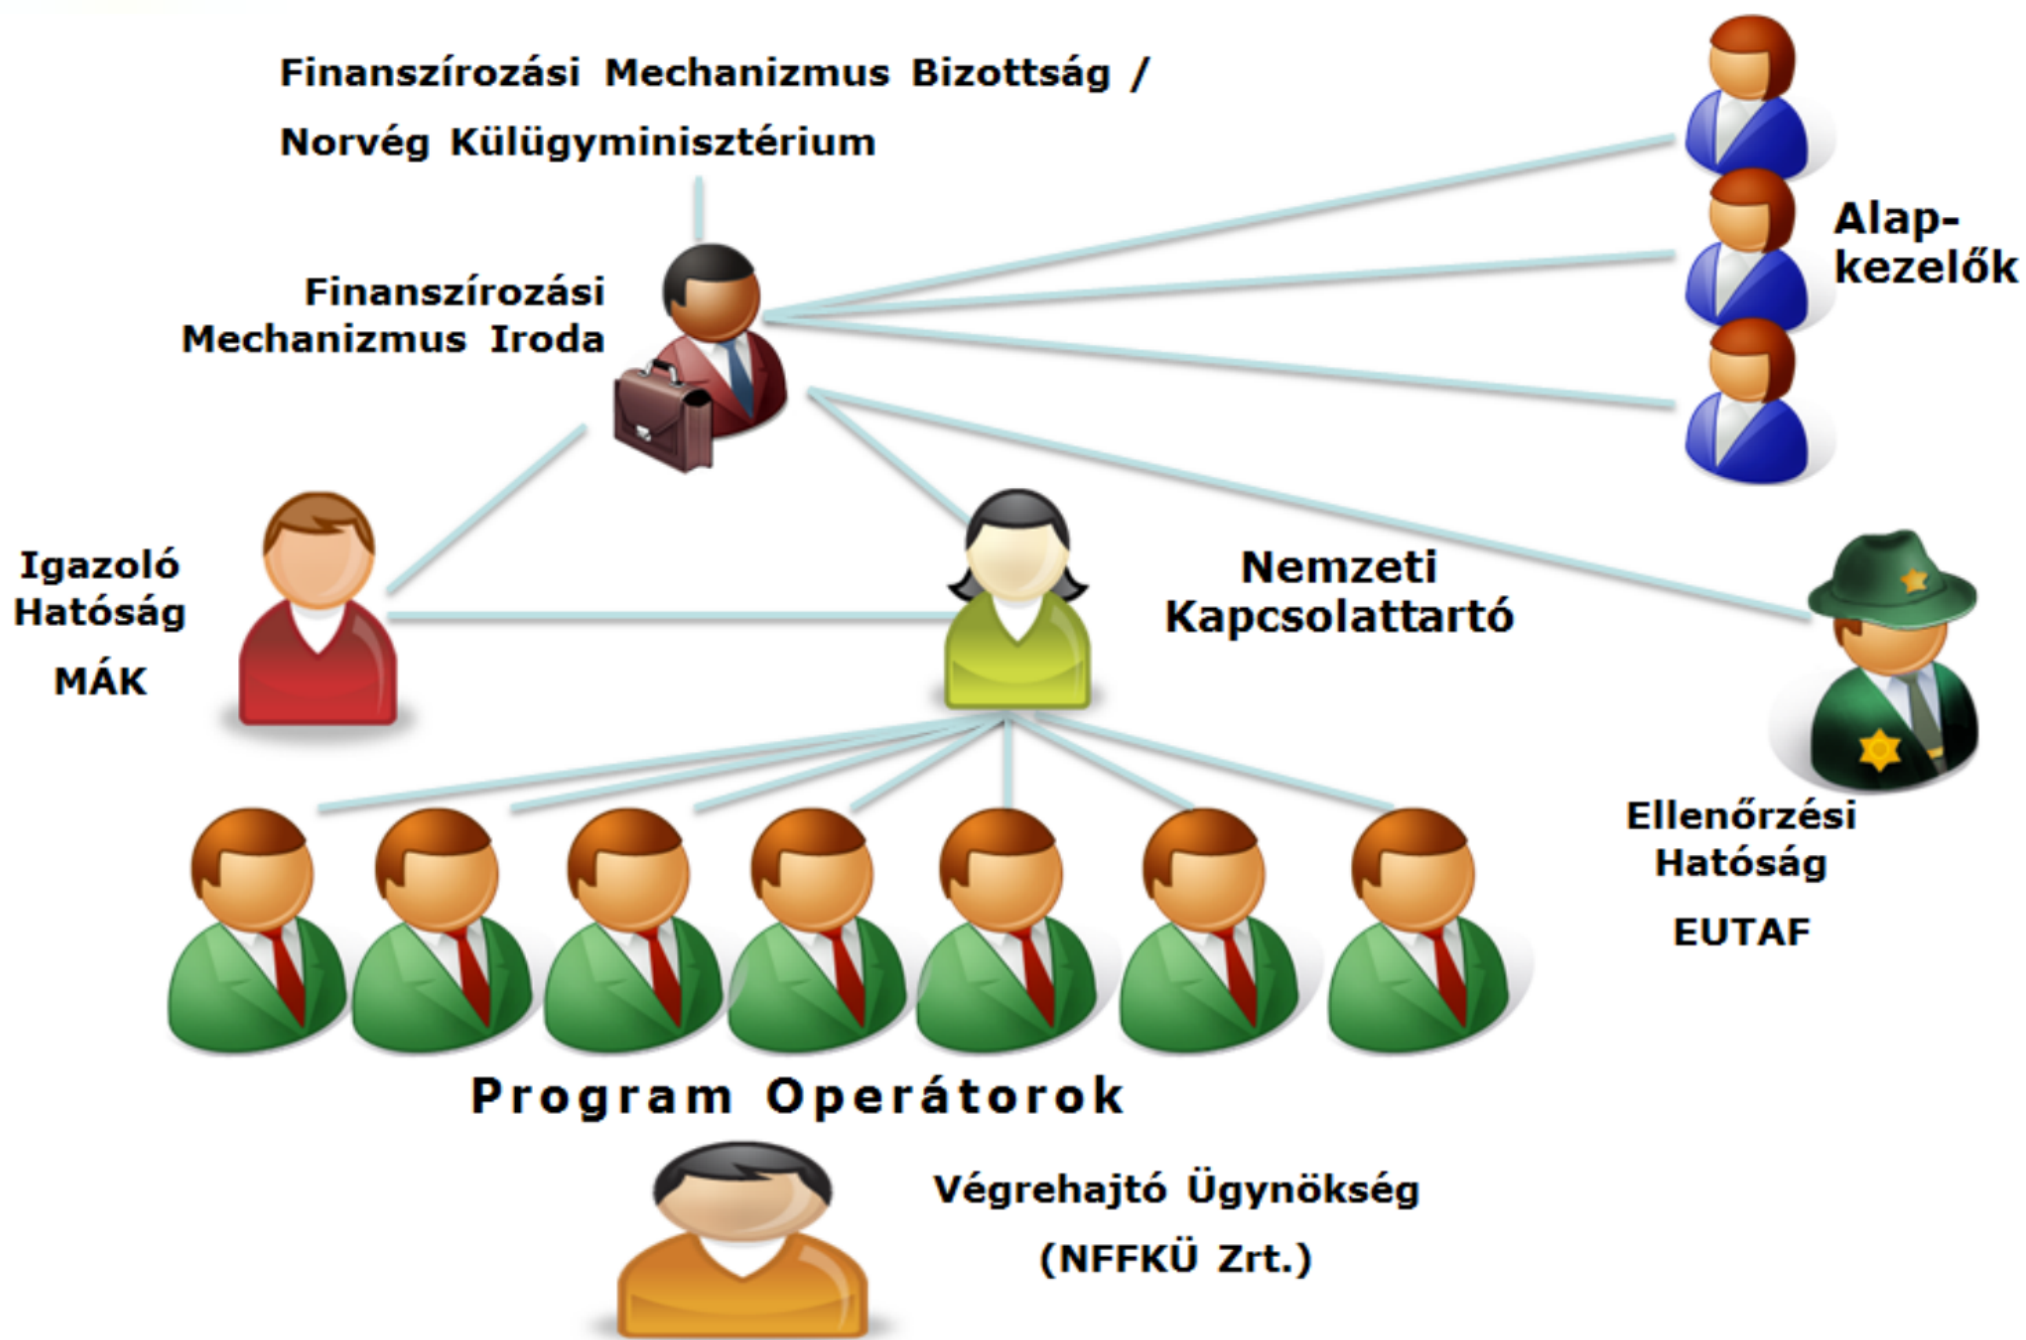 Finanszírozási Mechanizmus Bizottság /
Norvég Külügyminisztérium
Alap-
kezelők
Finanszírozási
Mechanizmus Iroda
Igazoló
Hatóság
MÁK
Nemzeti
Kapcsolattartó
Ellenőrzési
Hatóság
EUTAF
Program Operátorok
Végrehajtó Ügynökség
(NFFKÜ Zrt.)